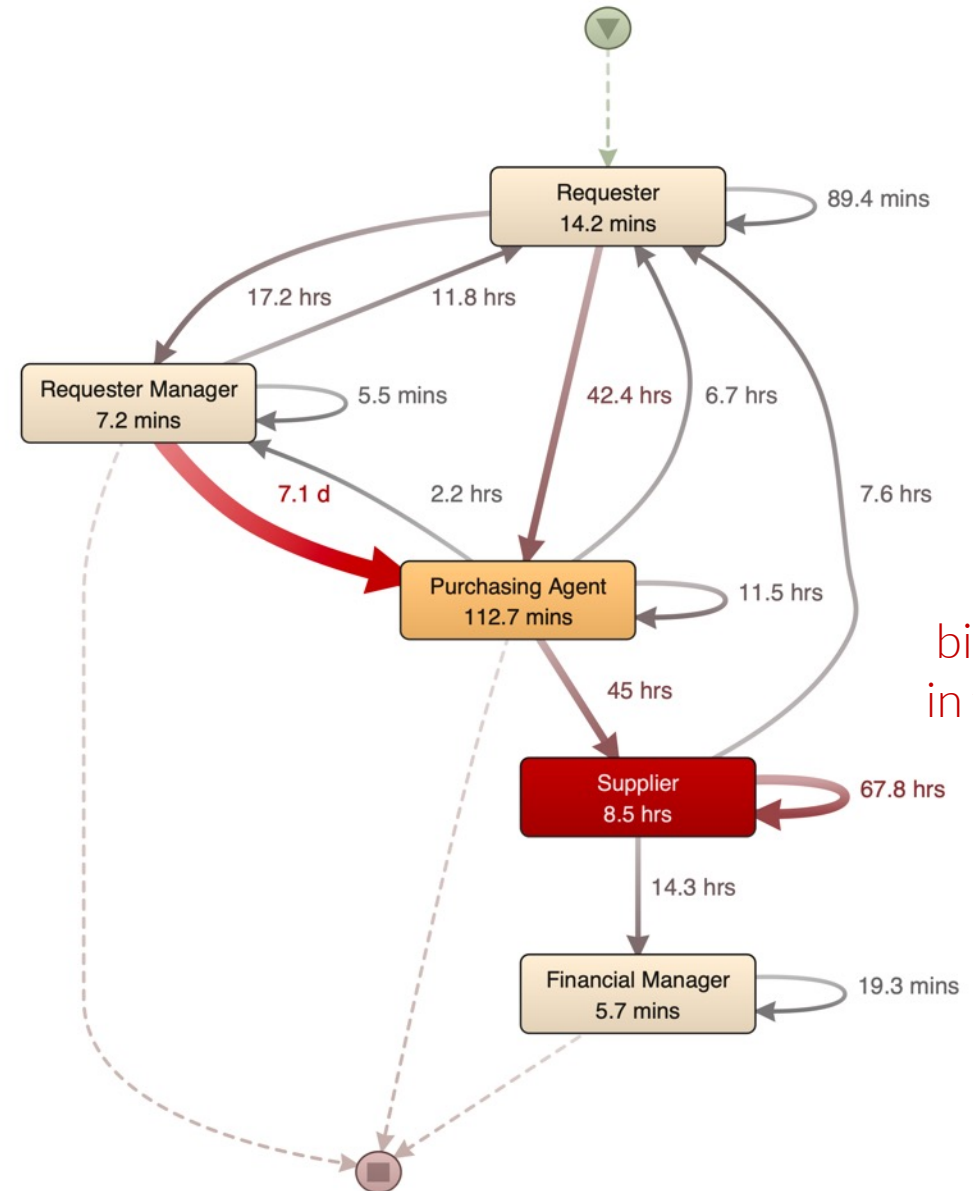 Requester
14.2 mins
89.4 mins
17.2 hrs
11.8 hrs
Requester Manager
7.2 mins
5.5 mins
42.4 hrs
6.7 hrs
7.1 d
2.2 hrs
7.6 hrs
Purchasing Agent
112.7 mins
11.5 hrs
bi
in
45 hrs
Supplier
8.5 hrs
67.8 hrs
14.3 hrs
Financial Manager
5.7 mins
19.3 mins